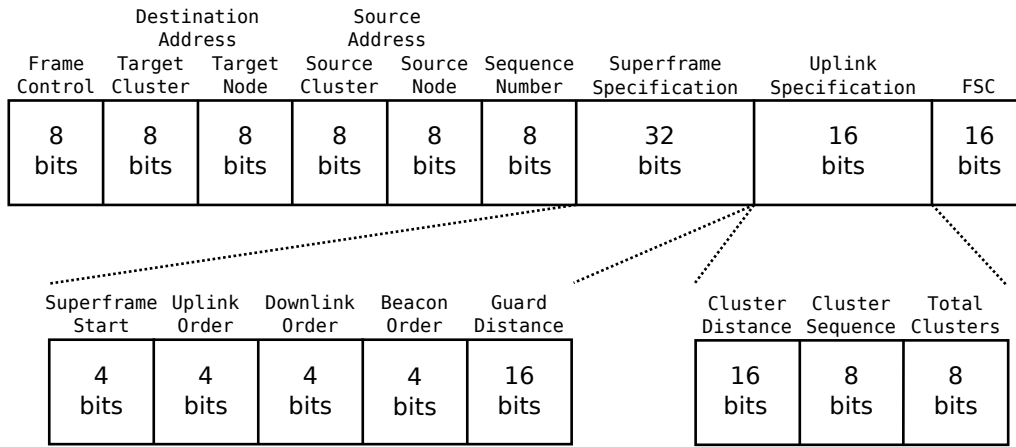 Destination Address
Source Address
Frame Control
Target Cluster
Target Node
Source Cluster
Source Node
Sequence Number
Superframe Specification
Uplink Specification
FSC
8 bits
8 bits
8 bits
8 bits
8 bits
8 bits
32 bits
16 bits
16 bits
Superframe Start
Uplink Order
Downlink Order
Beacon Order
Guard Distance
4 bits
4 bits
4 bits
4 bits
16 bits
Cluster Distance
Cluster Sequence
Total Clusters
16 bits
8 bits
8 bits